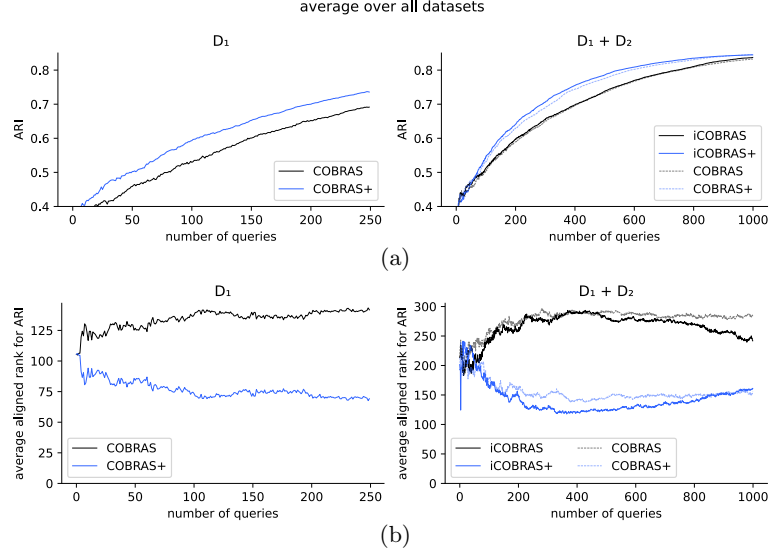 average over all datasets
D₁
D₁ + D₂
ARI
0.8
0.7
0.6
0.5
0.4
COBRAS
COBRAS+
0 50 100 150 200 250
number of queries
ARI
0.8
0.7
0.6
0.5
0.4
iCOBRAS
iCOBRAS+
COBRAS
COBRAS+
0 200 400 600 800 1000
number of queries
(a)
D₁
D₁ + D₂
average aligned rank for ARI
125
100
75
50
25
0
COBRAS
COBRAS+
0 50 100 150 200 250
number of queries
average aligned rank for ARI
300
250
200
150
100
50
0
iCOBRAS COBRAS
iCOBRAS+ COBRAS+
0 200 400 600 800 1000
number of queries
(b)